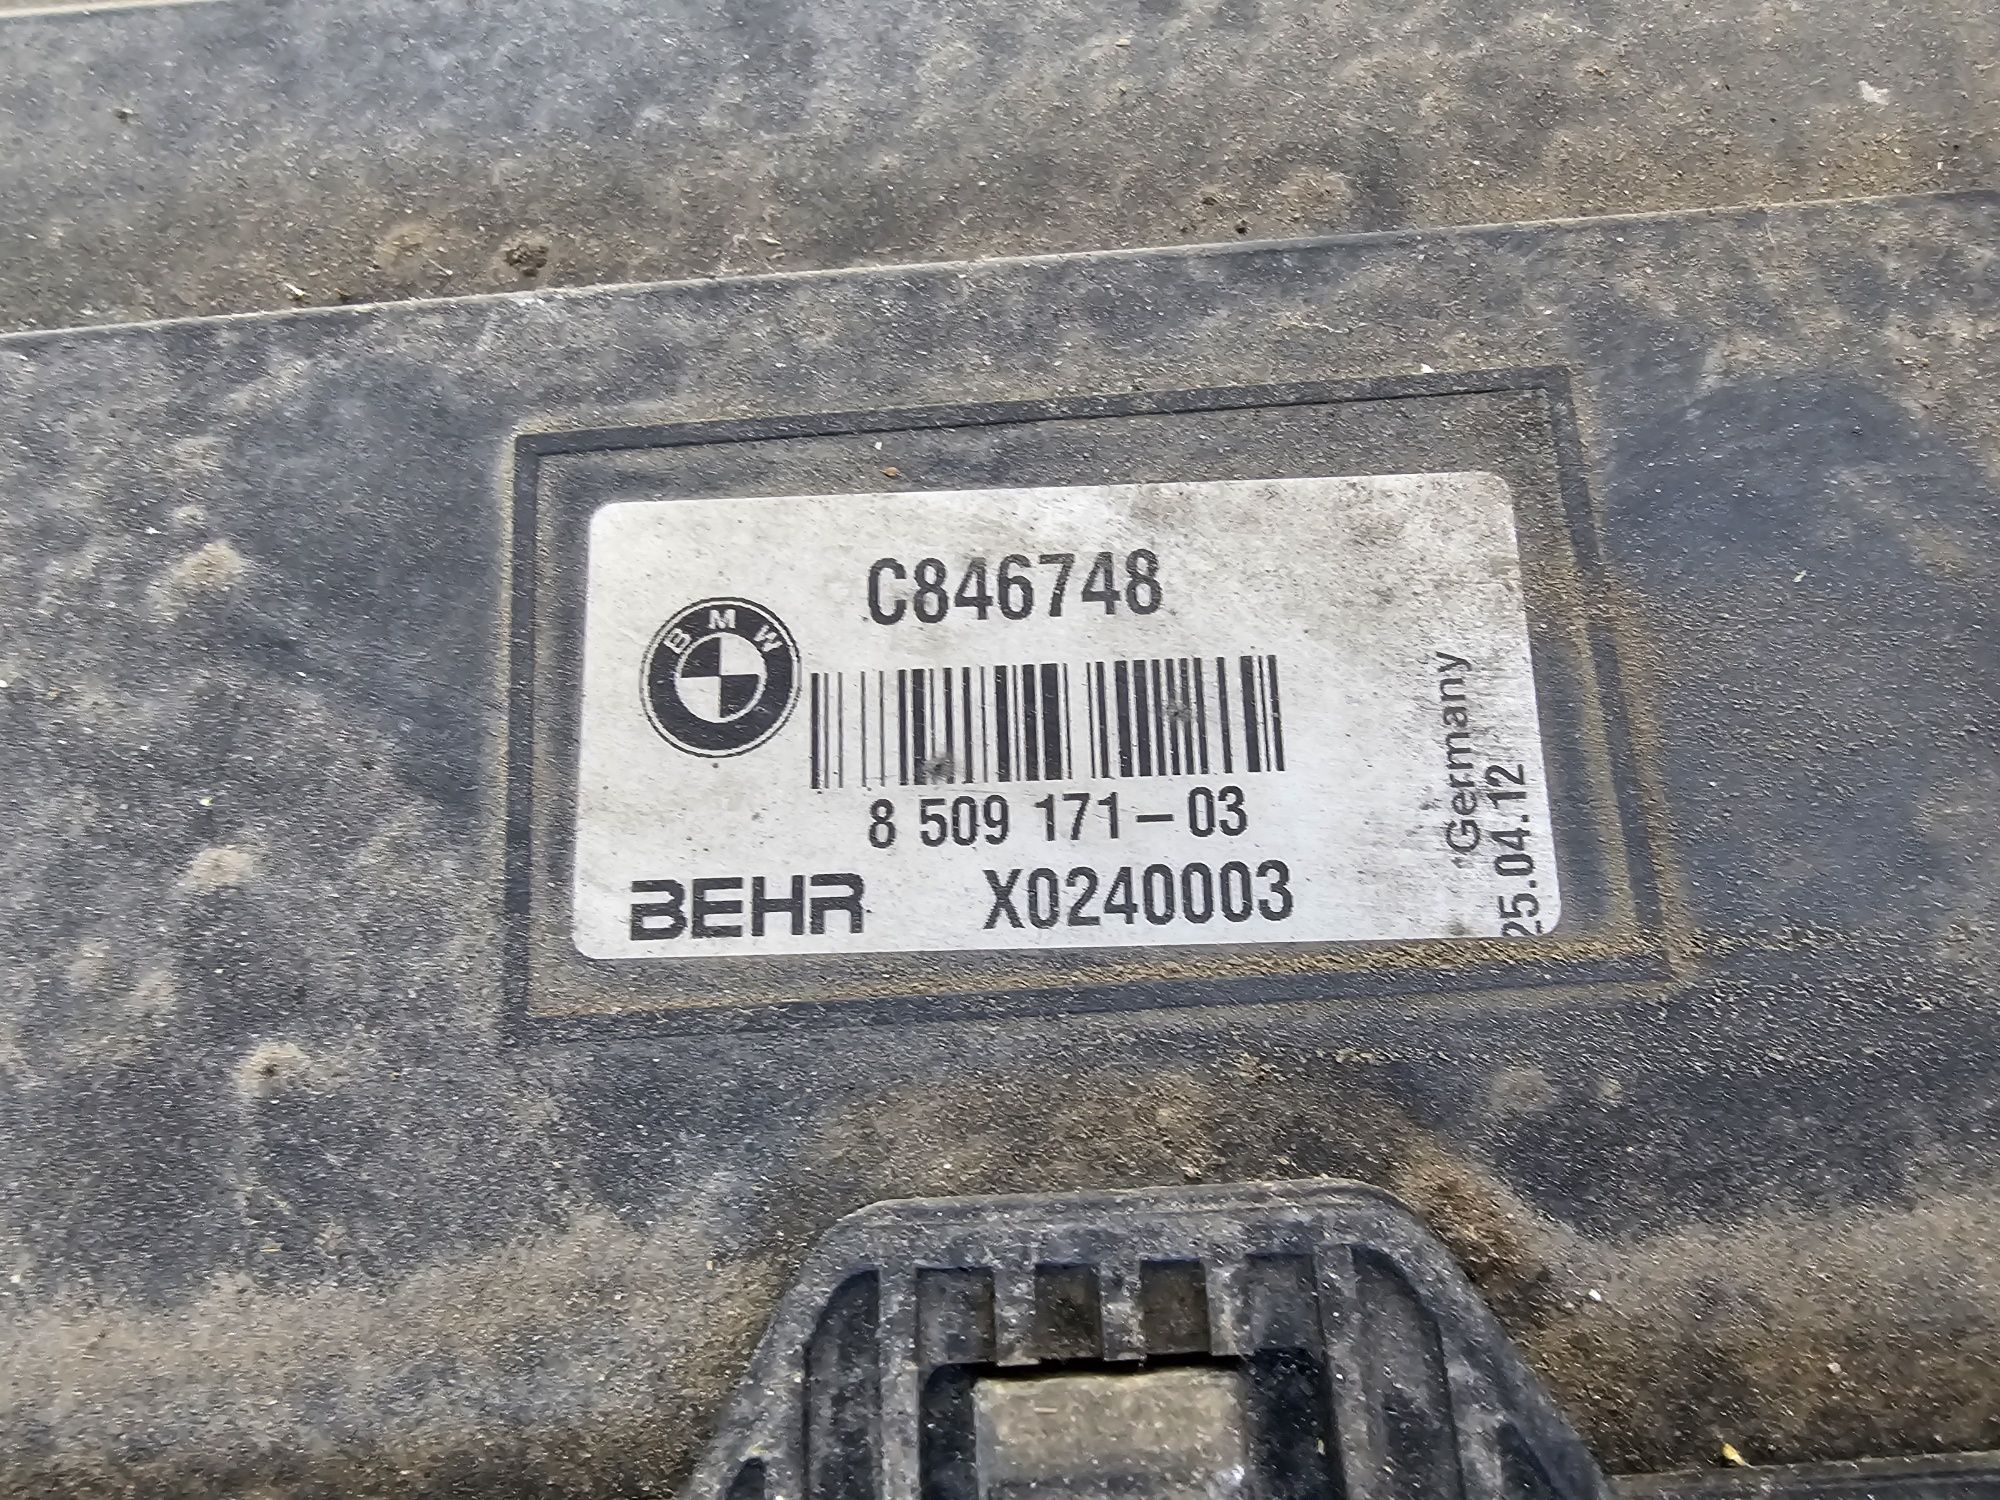 C846748
BMW
8 509 171-03
BEHR X0240003
Germany
25.04.12